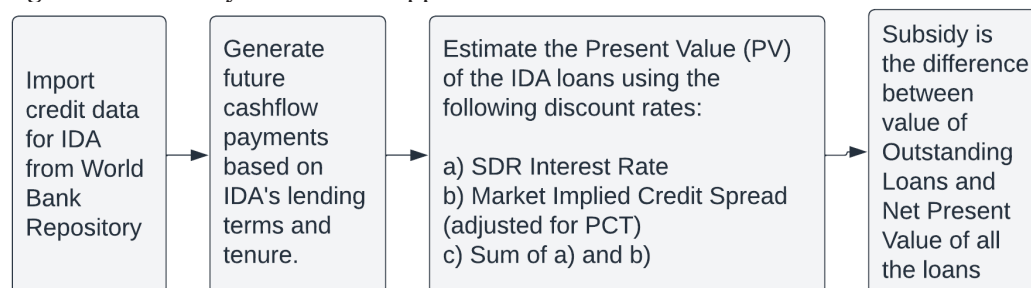 Import
credit data
for IDA
from World
Bank
Repository
Generate
future
cashflow
payments
based on
IDA's lending
terms and
tenure.
Estimate the Present Value (PV)
of the IDA loans using the
following discount rates:
a) SDR Interest Rate
b) Market Implied Credit Spread
(adjusted for PCT)
c) Sum of a) and b)
Subsidy is
the difference
between
value of
Outstanding
Loans and
Net Present
Value of all
the loans